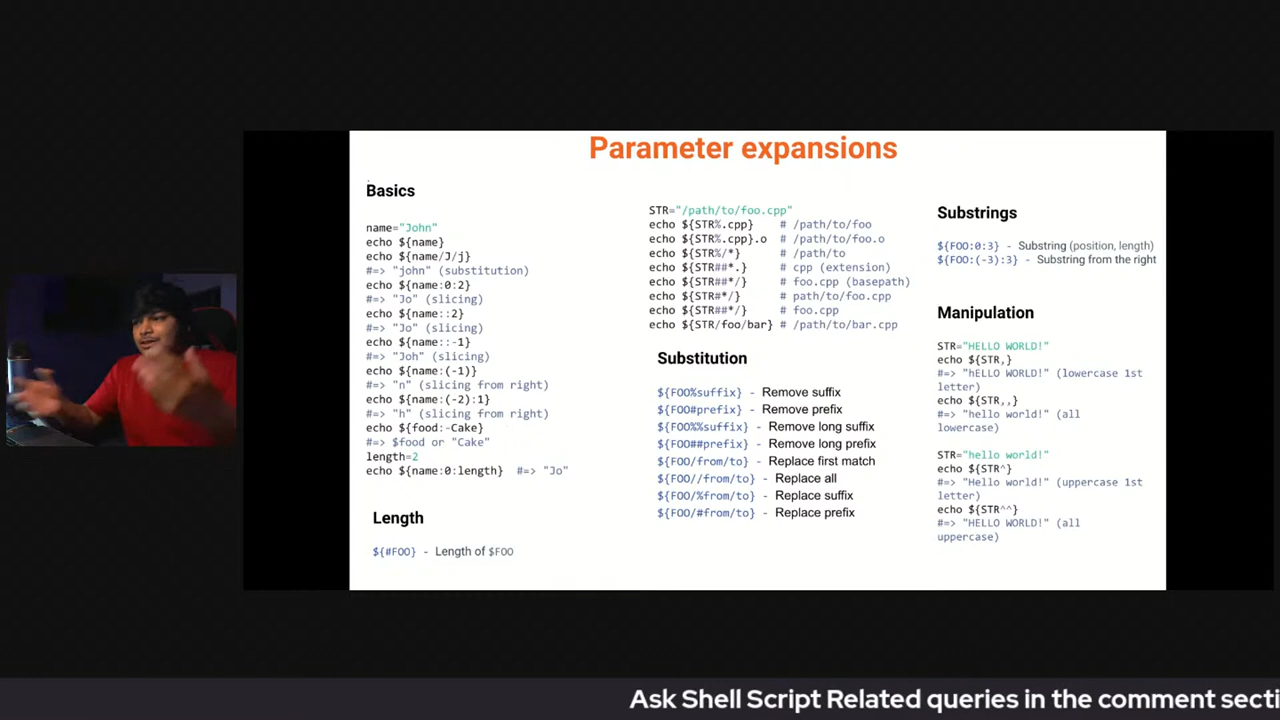 Parameter expansions
Basics
name="John"
echo ${name}
echo ${name/J/j}
#=> "john" (substitution)
echo ${name:0:2}
#=> "Jo" (slicing)
echo ${name::2}
#=> "Jo" (slicing)
echo ${name::-1}
#=> "Joh" (slicing)
echo ${name:(-1)}
#=> "n" (slicing from right)
echo ${name:(-2):1}
#=> "h" (slicing from right)
echo ${food:-Cake}
#=> $food or "Cake"
length=2
echo ${name:0:length} #=> "Jo"
Length
${#FOO} - Length of $FOO
STR="/path/to/foo.cpp"
echo ${STR%.cpp} # /path/to/foo
echo ${STR%.cpp}.o # /path/to/foo.o
echo ${STR%/*} # /path/to
echo ${STR##*.} # cpp (extension)
echo ${STR##*/} # foo.cpp (basepath)
echo ${STR#*/} # path/to/foo.cpp
echo ${STR##*/} # foo.cpp
echo ${STR/foo/bar} # /path/to/bar.cpp
Substitution
${FOO%suffix} - Remove suffix
${FOO#prefix} - Remove prefix
${FOO%%suffix} - Remove long suffix
${FOO##prefix} - Remove long prefix
${FOO/from/to} - Replace first match
${FOO//from/to} - Replace all
${FOO/%from/to} - Replace suffix
${FOO/#from/to} - Replace prefix
Substrings
${FOO:0:3} - Substring (position, length)
${FOO:(-3):3} - Substring from the right
Manipulation
STR="HELLO WORLD!"
echo ${STR,}
#=> "hELLO WORLD!" (lowercase 1st
letter)
echo ${STR,,}
#=> "hello world!" (all
lowercase)
STR="hello world!"
echo ${STR^}
#=> "Hello world!" (uppercase 1st
letter)
echo ${STR^^}
#=> "HELLO WORLD!" (all
uppercase)
Ask Shell Script Related queries in the comment secti